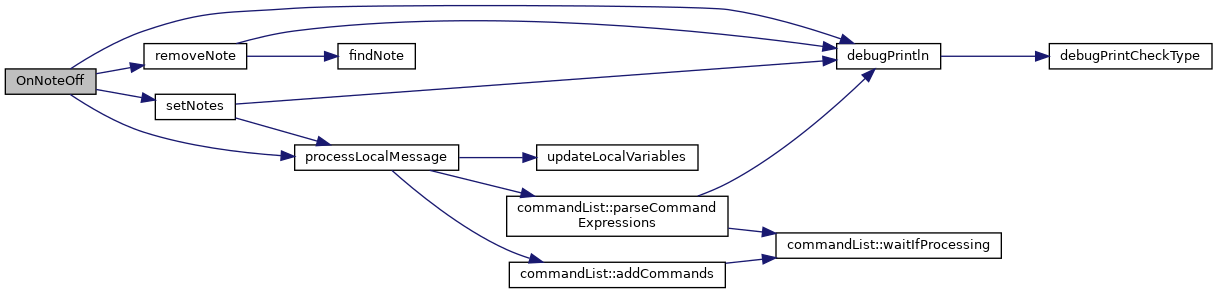 OnNoteOff
removeNote
findNote
debugPrintln
debugPrintCheckType
setNotes
processLocalMessage
updateLocalVariables
commandList::parseCommand
Expressions
commandList::waitIfProcessing
commandList::addCommands